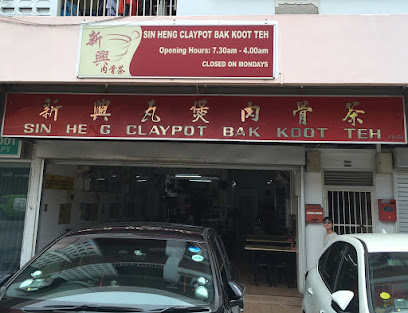 新
興
肉骨茶
SIN HENG CLAYPOT BAK KOOT TEH
Opening Hours: 7.30am - 4.00am
CLOSED ON MONDAYS
新興瓦煲肉骨茶
SIN HE G CLAYPOT BAK KOOT TEH